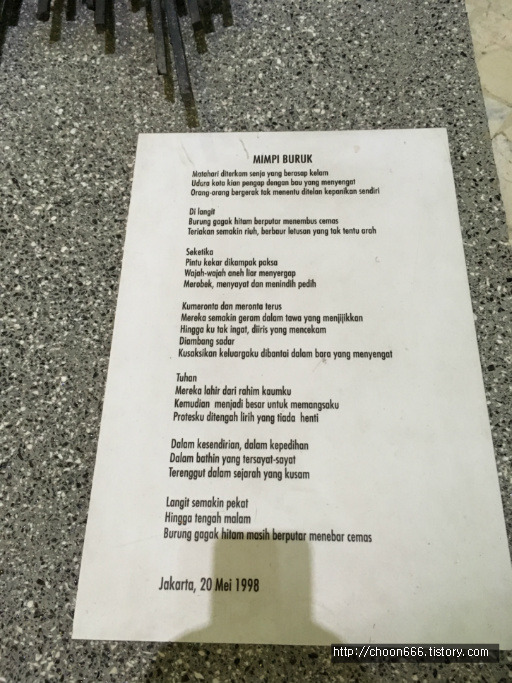 MIMPI BURUK
Matahari diterkam senja yang berasap kelam
Udara kota kian pengap dengan bau yang menyengat
Orang-orang bergerak tak menentu ditelan kepanikan sendiri
Di langit
Burung gagak hitam berputar menembus cemas
Teriakan semakin riuh, berbaur letusan yang tak tentu arah
Seketika
Pintu kekar dikampak paksa
Wajah-wajah aneh liar menyergap
Merobek, menyayat dan menindih pedih
Kumeronta dan meronta terus
Mereka semakin geram dalam tawa yang menjijikkan
Hingga ku tak ingat, diiris yang mencekam
Diambang sadar
Kusaksikan keluargaku dibantai dalam bara yang menyengat
Tuhan
Mereka lahir dari rahim kaumku
Kemudian menjadi besar untuk memangsaku
Protesku ditengah lirih yang tiada henti
Dalam kesendirian, dalam kepedihan
Dalam bathin yang tersayat-sayat
Terenggut dalam sejarah yang kusam
Langit semakin pekat
Hingga tengah malam
Burung gagak hitam masih berputar menebar cemas
Jakarta, 20 Mei 1998
http://choon666.tistory.com